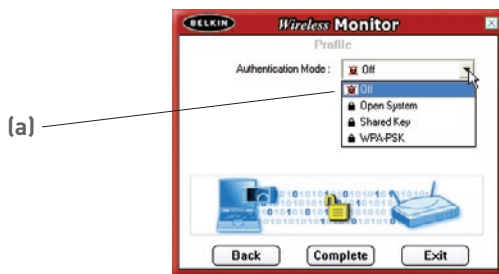 BELKIN Wireless Monitor
Profile
Authentication Mode : Off
Off
Open System
Shared Key
WPA-PSK
(a)
Back Complete Exit